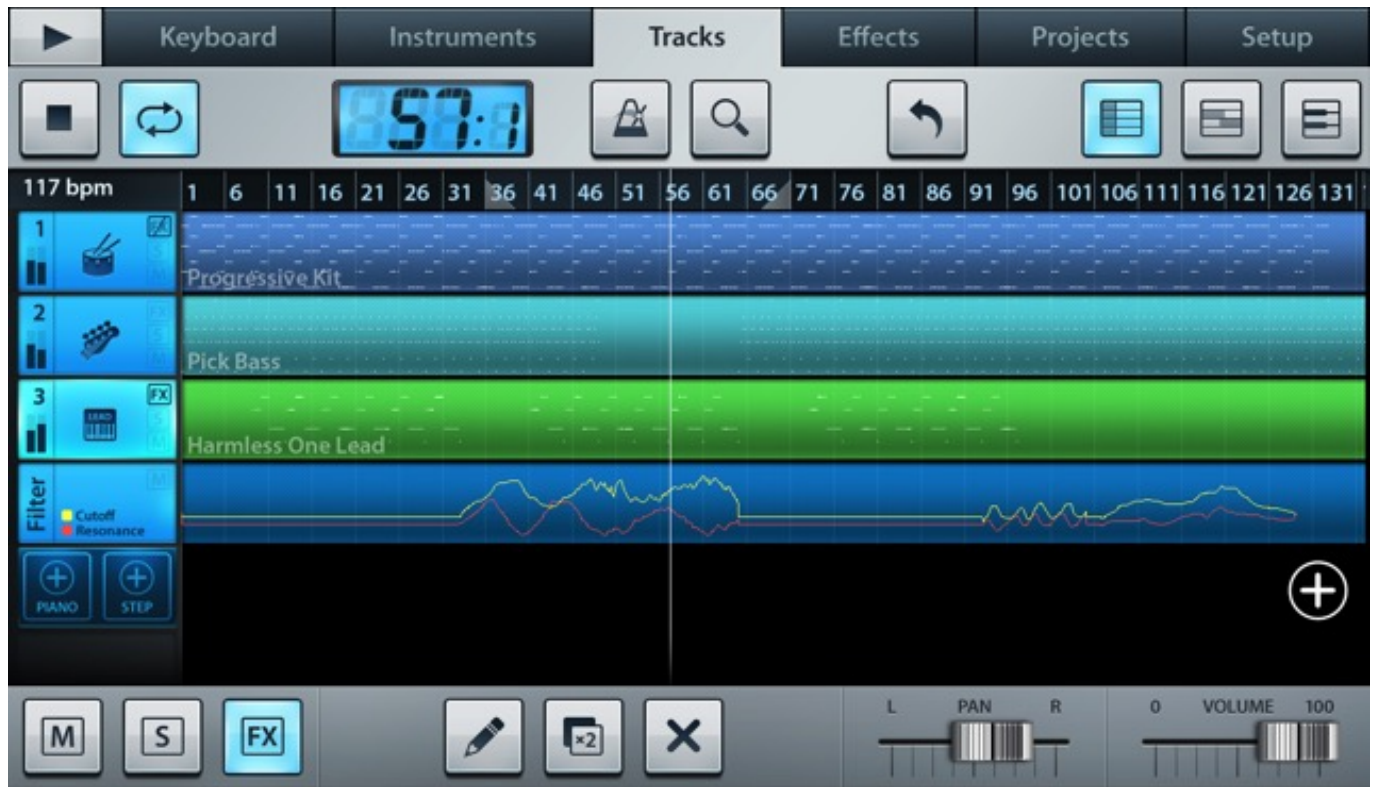 Keyboard Instruments Tracks Effects Projects Setup
57:1
117 bpm 1 6 11 16 21 26 31 36 41 46 51 56 61 66 71 76 81 86 91 96 101 106 111 116 121 126 131
1
S
M
Progressive Kit
2 FX
S
M
Pick Bass
3 FX
LEAD S
M
Harmless One Lead
Filter M
Cutoff
Resonance
PIANO STEP
L PAN R 0 VOLUME 100
M S FX ×2